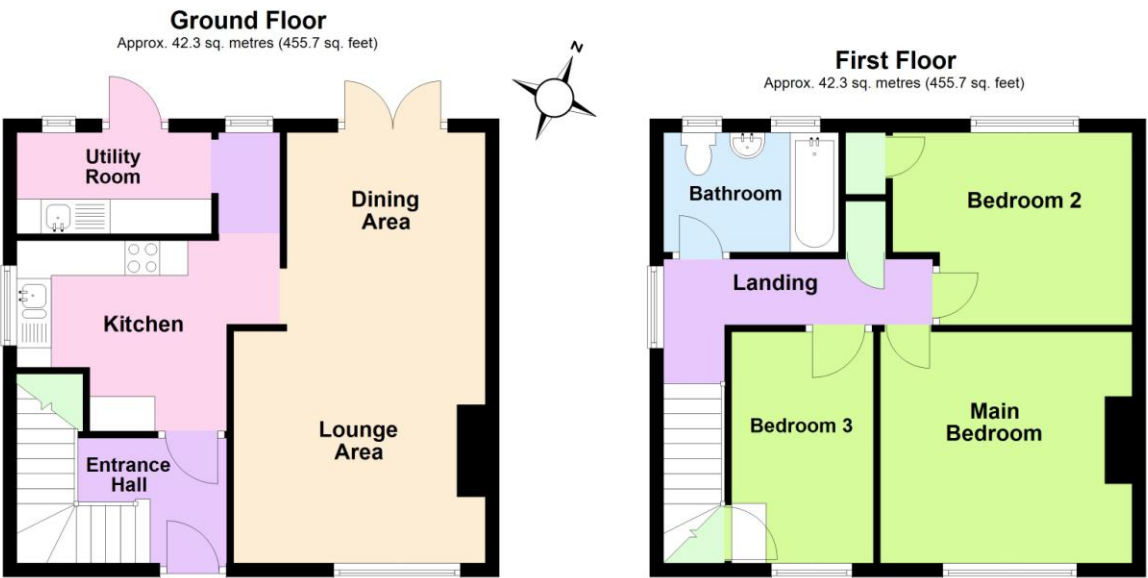 Ground Floor
Approx. 42.3 sq. metres (455.7 sq. feet)
Utility
Room
Dining
Area
Kitchen
Lounge
Area
Entrance
Hall
N
First Floor
Approx. 42.3 sq. metres (455.7 sq. feet)
Bathroom
Bedroom 2
Landing
Bedroom 3
Main
Bedroom